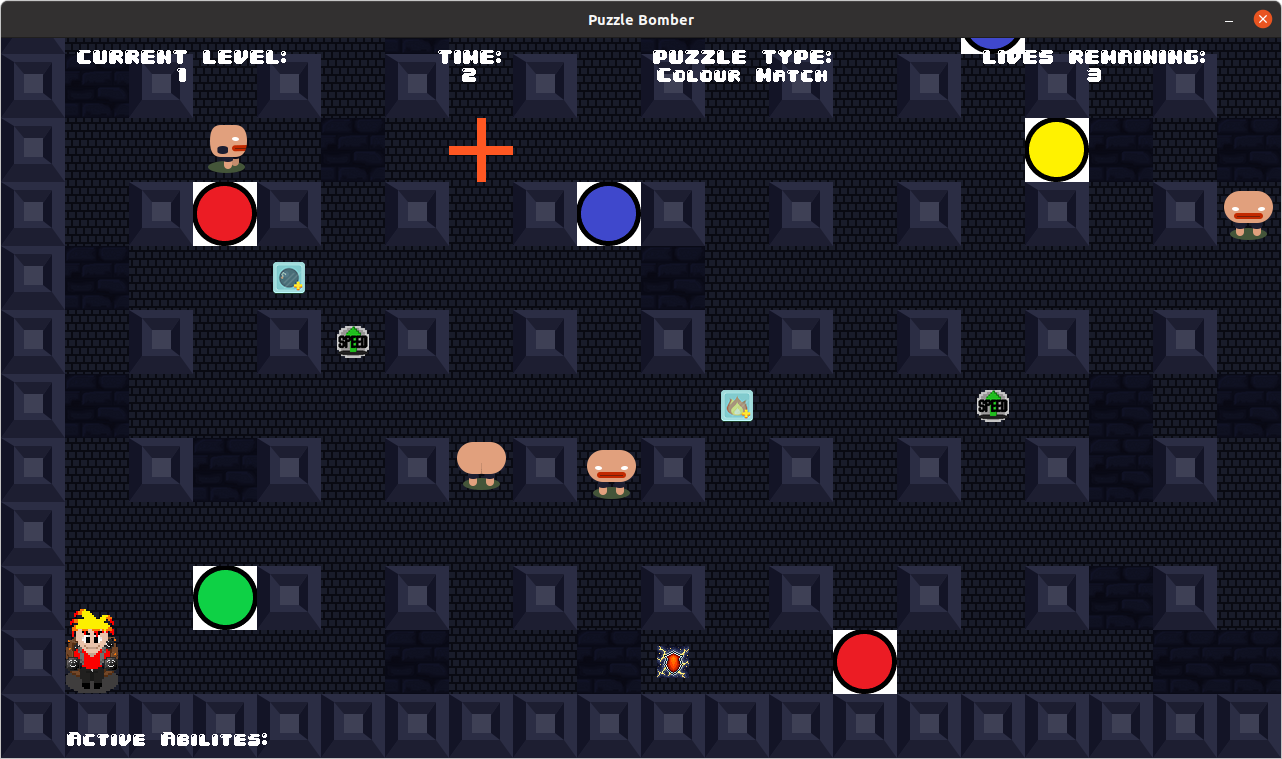 Puzzle Bomber
CURRENT LEVEL:
1
TIME:
2
PUZZLE TYPE:
COLOUR MATCH
LIVES REMAINING:
3
SPEED
SPEED
ACTIVE ABILITES: